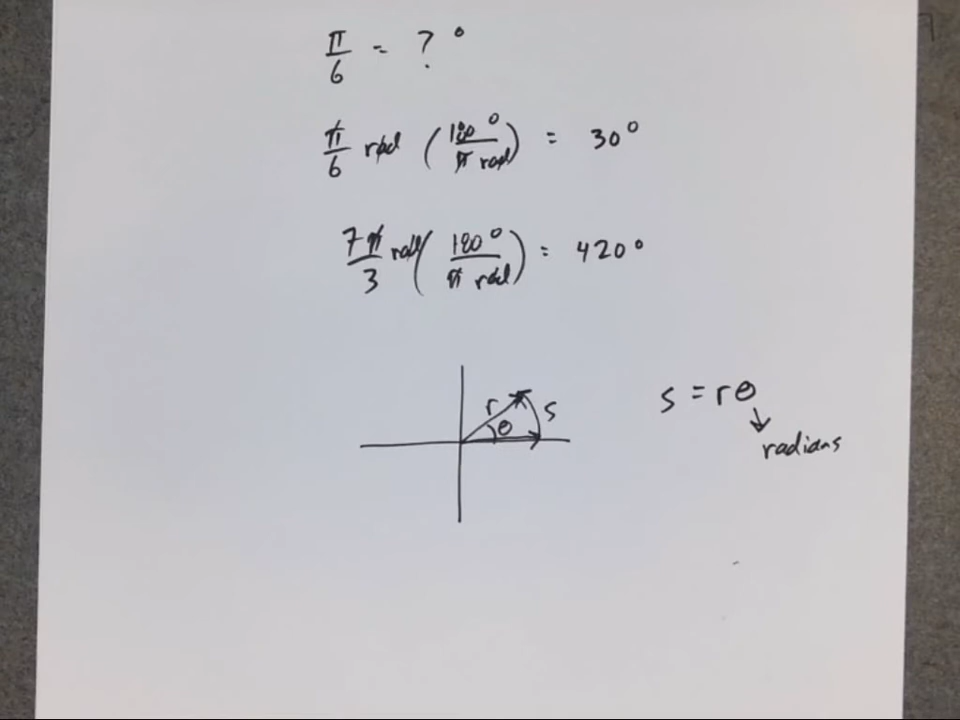 π/6 = ? °
π/6 rad (180°/π rad) = 30°
7π/3 rad (180°/π rad) = 420°
r
s
θ
s = rθ
radians